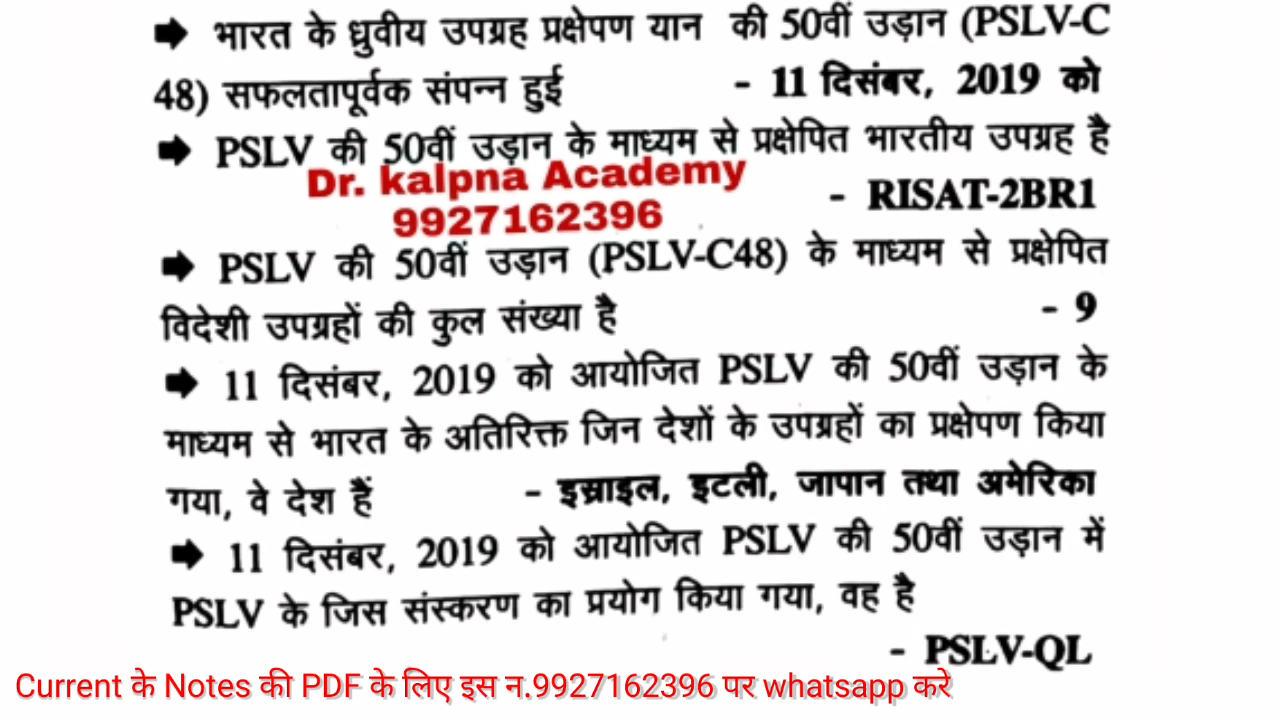 ➡ भारत के ध्रुवीय उपग्रह प्रक्षेपण यान की 50वीं उड़ान (PSLV-C
48) सफलतापूर्वक संपन्न हुई - 11 दिसंबर, 2019 को
➡ PSLV की 50वीं उड़ान के माध्यम से प्रक्षेपित भारतीय उपग्रह है
Dr. kalpna Academy
- RISAT-2BR1
9927162396
➡ PSLV की 50वीं उड़ान (PSLV-C48) के माध्यम से प्रक्षेपित
विदेशी उपग्रहों की कुल संख्या है - 9
➡ 11 दिसंबर, 2019 को आयोजित PSLV की 50वीं उड़ान के
माध्यम से भारत के अतिरिक्त जिन देशों के उपग्रहों का प्रक्षेपण किया
गया, वे देश हैं - इस्राइल, इटली, जापान तथा अमेरिका
➡ 11 दिसंबर, 2019 को आयोजित PSLV की 50वीं उड़ान में
PSLV के जिस संस्करण का प्रयोग किया गया, वह है
- PSLV-QL
Current के Notes की PDF के लिए इस न.9927162396 पर whatsapp करे